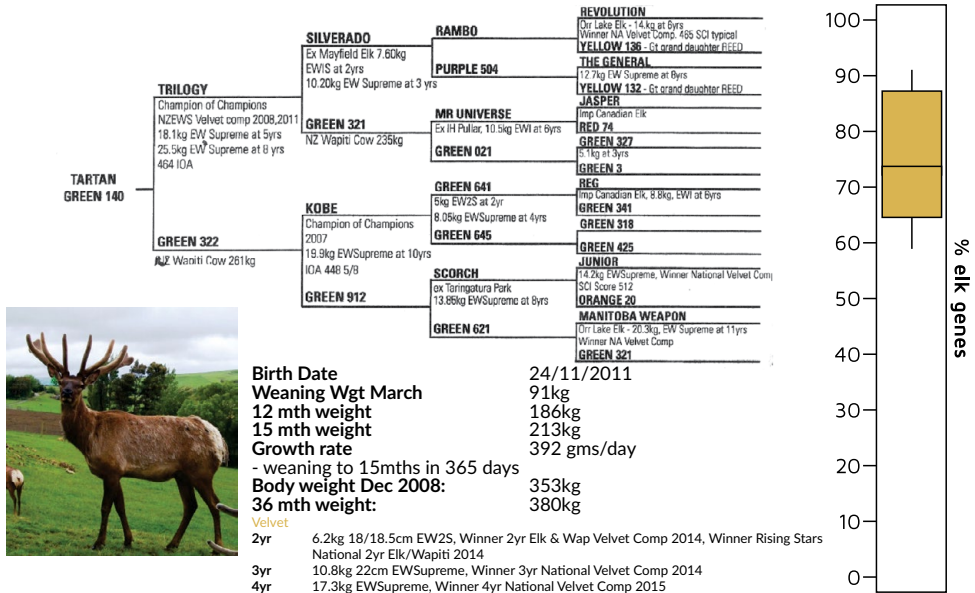 TARTAN
GREEN 140
TRILOGY
Champion of Champions
NZEWS Velvet comp 2008,2011
18.1kg EW Supreme at 5yrs
25.5kg EW Supreme at 8 yrs
464 IOA
GREEN 322
NZ Wapiti Cow 261kg
SILVERADO
Ex Mayfield Elk 7.60kg
EWIS at 2yrs
10.20kg EW Supreme at 3 yrs
GREEN 321
NZ Wapiti Cow 235kg
KOBE
Champion of Champions
2007
19.9kg EWSupreme at 10yrs
IOA 448 5/8
GREEN 912
RAMBO
PURPLE 504
MR UNIVERSE
Ex IH Pullar, 10.5kg EWI at 6yrs
GREEN 021
GREEN 641
5kg EW2S at 2yr
8.05kg EWSupreme at 4yrs
GREEN 645
SCORCH
ex Taringatura Park
13.86kg EWSupreme at 8yrs
GREEN 621
REVOLUTION
Orr Lake Elk - 14.kg at 6yrs
Winner NA Velvet Comp. 465 SCI typical
YELLOW 136 - Gt grand daughter REED
THE GENERAL
12.7kg EW Supreme at 8yrs
YELLOW 132 - Gt grand daughter REED
JASPER
Imp Canadian Elk
RED 74
GREEN 327
5.1kg at 3yrs
GREEN 3
REG
Imp Canadian Elk, 8.8kg, EWI at 6yrs
GREEN 341
GREEN 318
GREEN 425
JUNIOR
14.2kg EWSupreme, Winner National Velvet Comp
SCI Score 512
ORANGE 20
MANITOBA WEAPON
Orr Lake Elk - 20.3kg, EW Supreme at 11yrs
Winner NA Velvet Comp
GREEN 321
Birth Date 24/11/2011
Weaning Wgt March 91kg
12 mth weight 186kg
15 mth weight 213kg
Growth rate 392 gms/day
- weaning to 15mths in 365 days
Body weight Dec 2008: 353kg
36 mth weight: 380kg
Velvet
2yr 6.2kg 18/18.5cm EW2S, Winner 2yr Elk & Wap Velvet Comp 2014, Winner Rising Stars
National 2yr Elk/Wapiti 2014
3yr 10.8kg 22cm EWSupreme, Winner 3yr National Velvet Comp 2014
4yr 17.3kg EWSupreme, Winner 4yr National Velvet Comp 2015
100
90
80
70
60
50
40
30
20
10
0
% elk genes